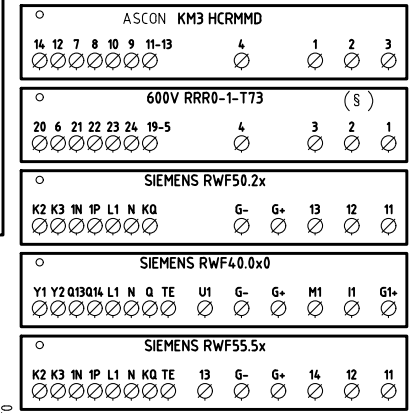 ASCON KM3 HCRMMD
14 12 7 8 10 9 11-13 4 1 2 3
600V RRR0-1-T73 (§)
20 6 21 22 23 24 19-5 4 3 2 1
SIEMENS RWF50.2x
K2 K3 1N 1P L1 N KQ G- G+ 13 12 11
SIEMENS RWF40.0x0
Y1 Y2 Q13 Q14 L1 N Q TE U1 G- G+ M1 I1 G1+
SIEMENS RWF55.5x
K2 K3 1N 1P L1 N KQ TE 13 G- G+ 14 12 11